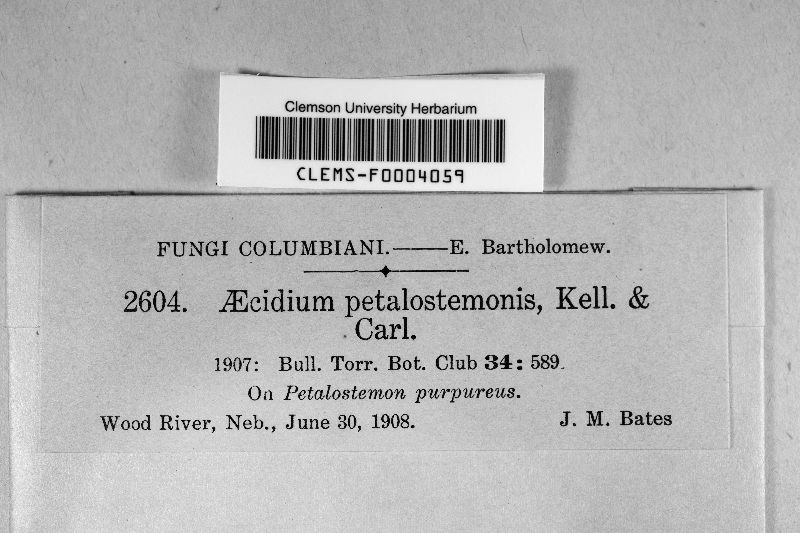 Clemson University Herbarium
CLEMS-F0004059
FUNGI COLUMBIANI.——E. Bartholomew.
2604. Æcidium petalostemonis, Kell. &
Carl.
1907: Bull. Torr. Bot. Club 34: 589.
On Petalostemon purpureus.
Wood River, Neb., June 30, 1908. J. M. Bates